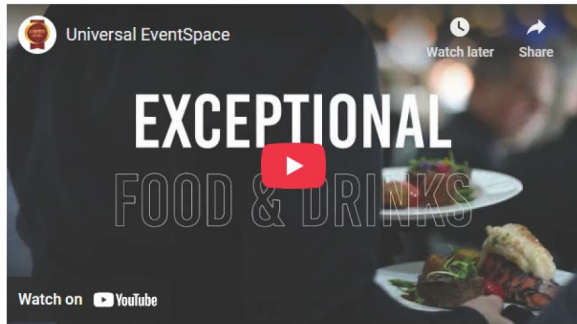 Universal EventSpace
Watch later
Share
EXCEPTIONAL
FOOD & DRINKS
Watch on YouTube